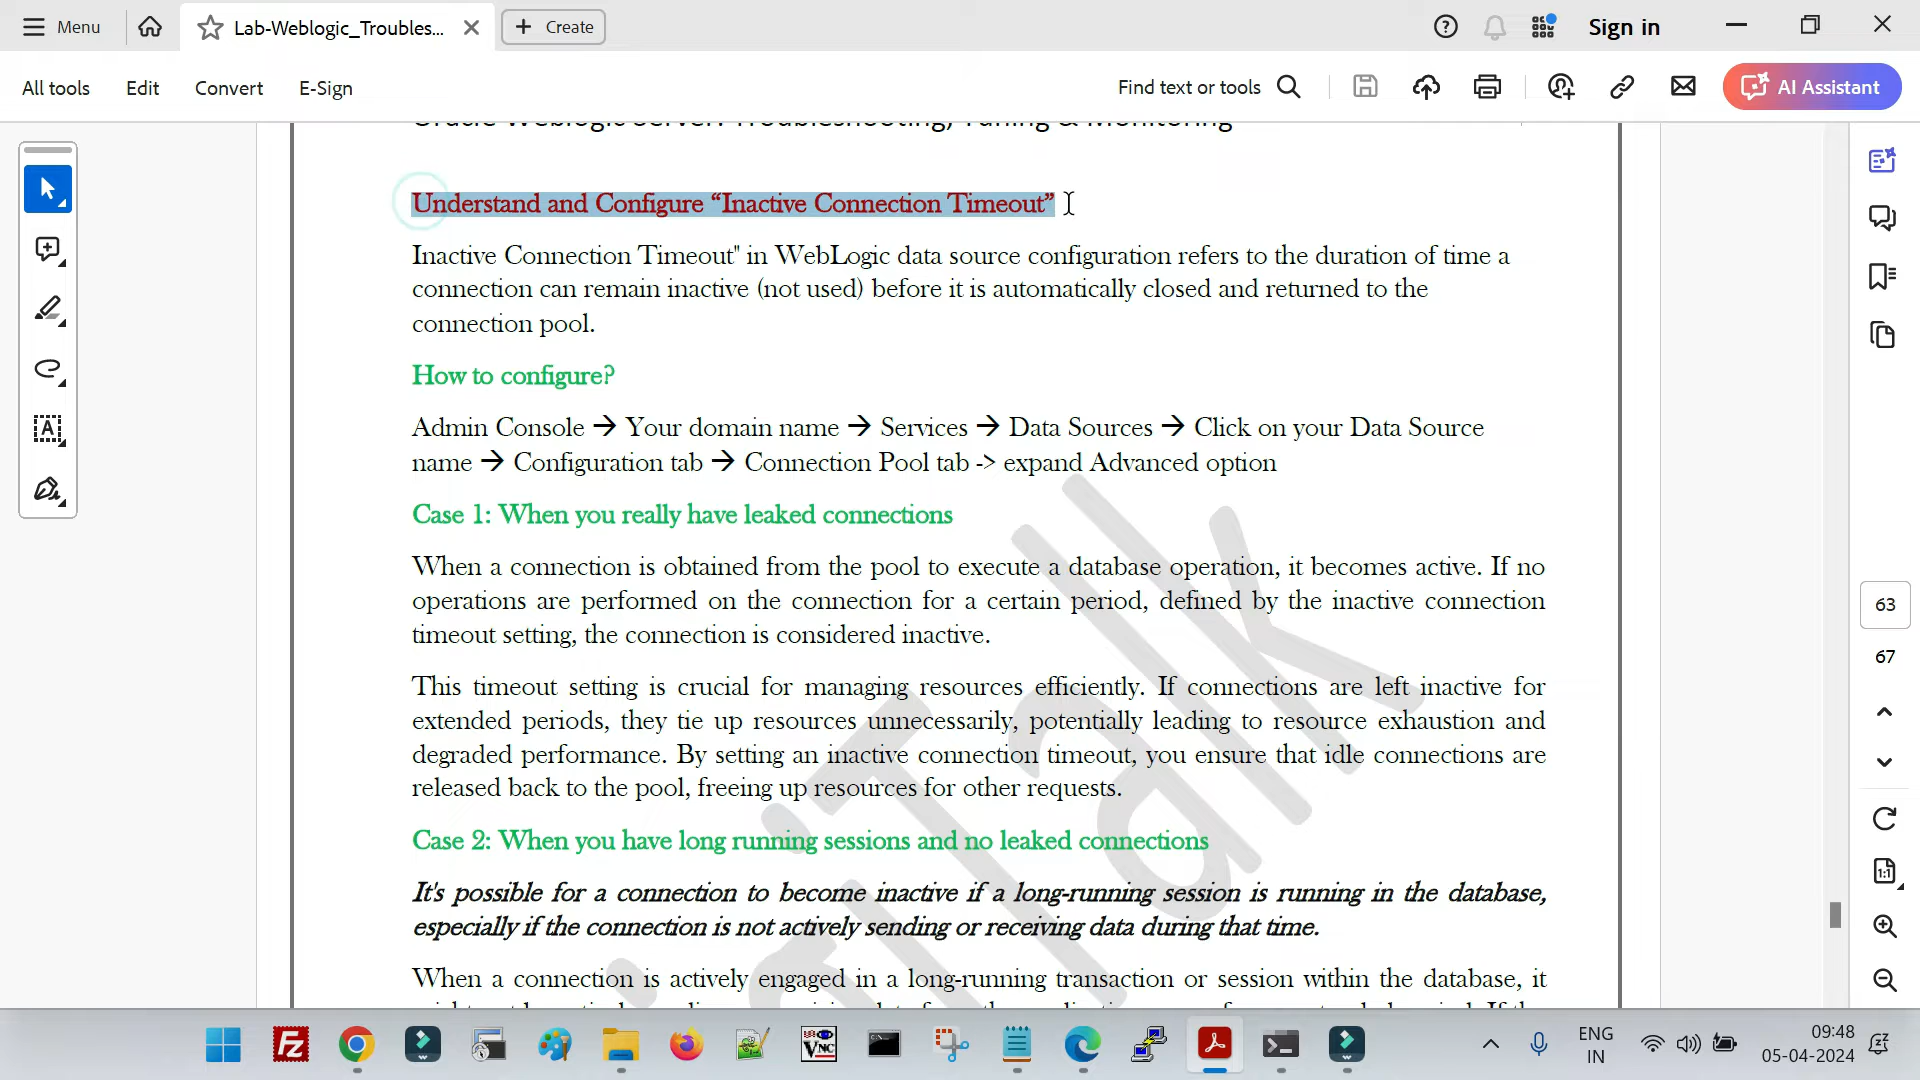 Menu
Lab-Weblogic_Troubles...
Create
Sign in
All tools
Edit
Convert
E-Sign
Find text or tools
AI Assistant
Oracle Weblogic Server: Troubleshooting, Tuning & Monitoring
Understand and Configure “Inactive Connection Timeout”
Inactive Connection Timeout" in WebLogic data source configuration refers to the duration of time a
connection can remain inactive (not used) before it is automatically closed and returned to the
connection pool.
How to configure?
Admin Console → Your domain name → Services → Data Sources → Click on your Data Source
name → Configuration tab → Connection Pool tab -> expand Advanced option
Case 1: When you really have leaked connections
When a connection is obtained from the pool to execute a database operation, it becomes active. If no
operations are performed on the connection for a certain period, defined by the inactive connection
timeout setting, the connection is considered inactive.
This timeout setting is crucial for managing resources efficiently. If connections are left inactive for
extended periods, they tie up resources unnecessarily, potentially leading to resource exhaustion and
degraded performance. By setting an inactive connection timeout, you ensure that idle connections are
released back to the pool, freeing up resources for other requests.
Case 2: When you have long running sessions and no leaked connections
It's possible for a connection to become inactive if a long-running session is running in the database,
especially if the connection is not actively sending or receiving data during that time.
When a connection is actively engaged in a long-running transaction or session within the database, it
63
67
1:1
ENG
IN
09:48
05-04-2024